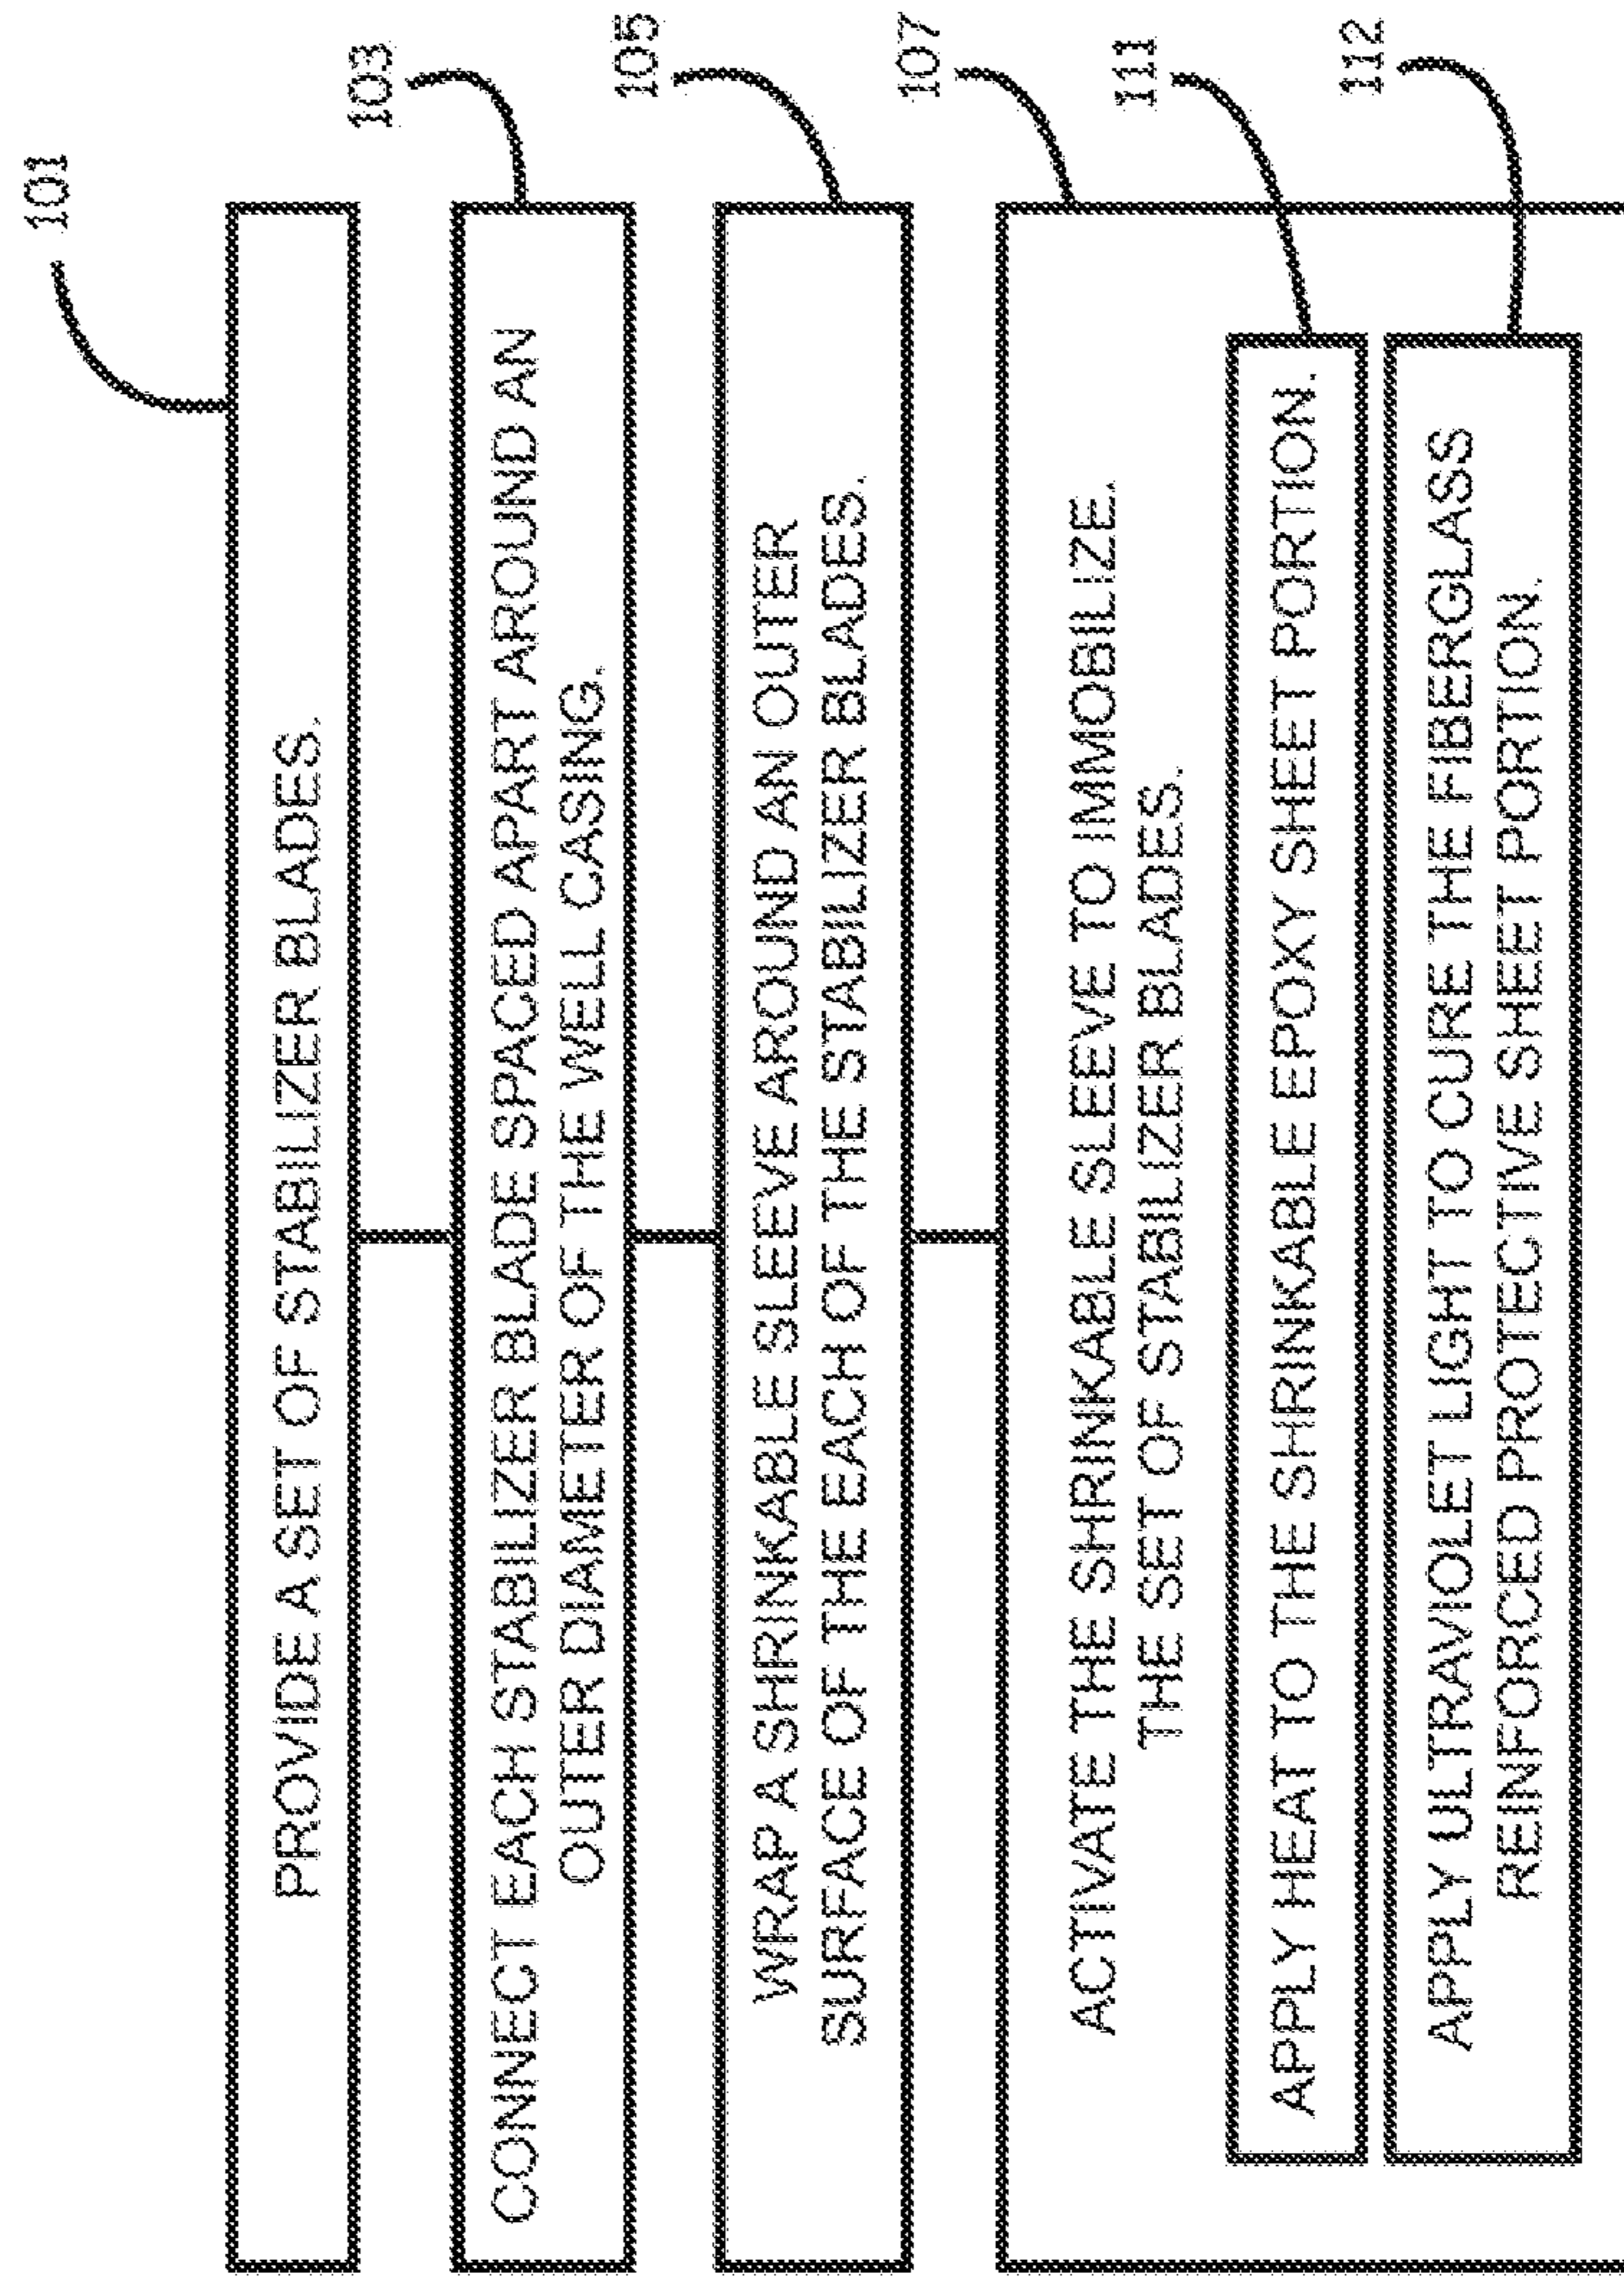 101
PROVIDE A SET OF STABILIZER BLADES.
103
CONNECT EACH STABILIZER BLADE SPACED APART AROUND AN
OUTER DIAMETER OF THE WELL CASING.
105
WRAP A SHRINKABLE SLEEVE AROUND AN OUTER
SURFACE OF THE EACH OF THE STABILIZER BLADES.
107
ACTIVATE THE SHRINKABLE SLEEVE TO IMMOBILIZE.
THE SET OF STABILIZER BLADES.
111
APPLY HEAT TO THE SHRINKABLE EPOXY SHEET PORTION.
112
APPLY ULTRAVIOLET LIGHT TO CURE THE FIBERGLASS
REINFORCED PROTECTIVE SHEET PORTION.